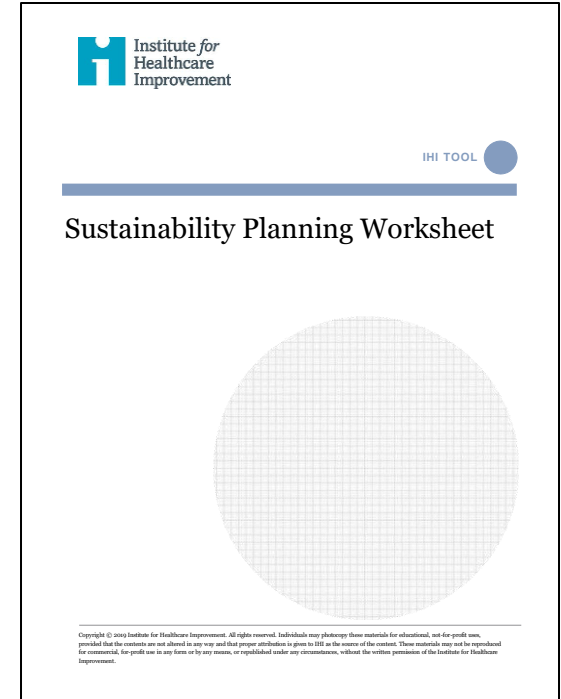 Institute for
Healthcare
Improvement
IHI TOOL
Sustainability Planning Worksheet
Copyright © 2019 Institute for Healthcare Improvement. All rights reserved. Individuals may photocopy these materials for educational, not-for-profit uses,
provided that the contents are not altered in any way and that proper attribution is given to IHI as the source of the content. These materials may not be reproduced
for commercial, for-profit use in any form or by any means, or republished under any circumstances, without the written permission of the Institute for Healthcare
Improvement.